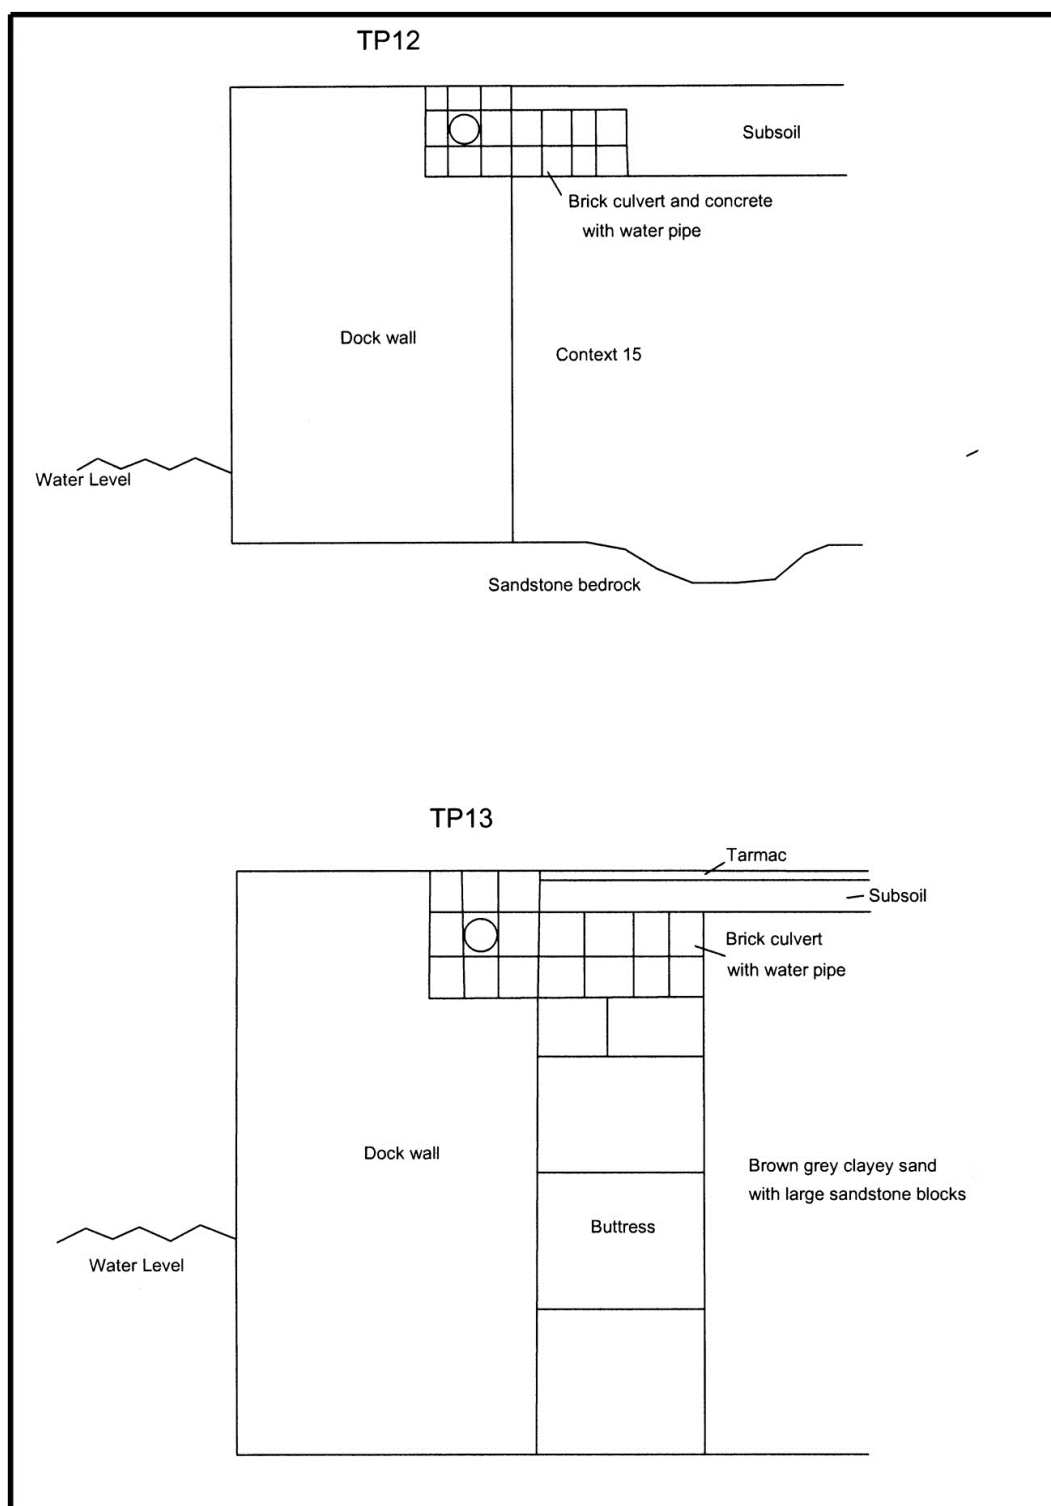 TP12
Subsoil
Brick culvert and concrete
with water pipe
Dock wall
Context 15
Water Level
Sandstone bedrock
TP13
Tarmac
Subsoil
Brick culvert
with water pipe
Dock wall
Brown grey clayey sand
with large sandstone blocks
Buttress
Water Level